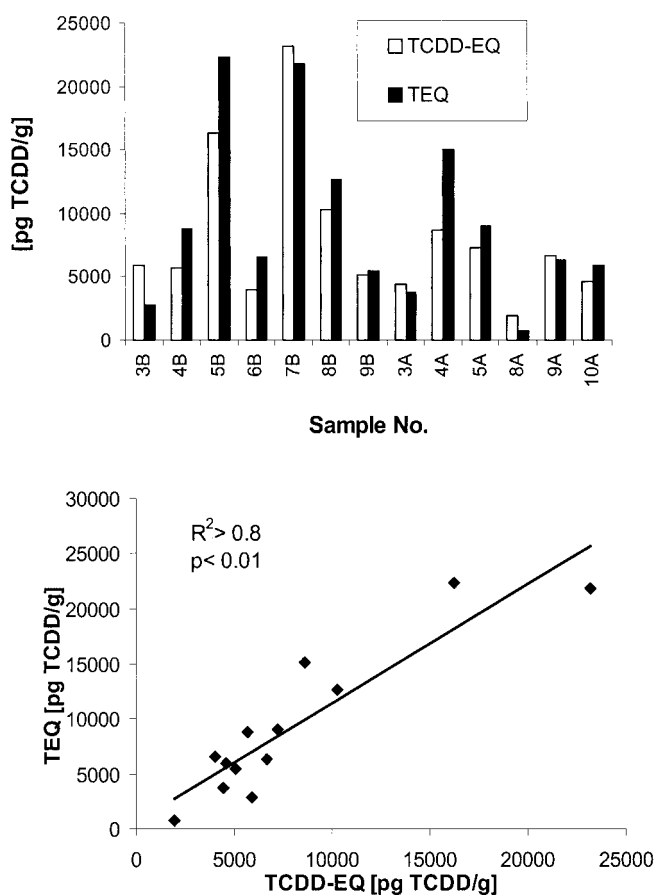 25000
20000
15000
10000
5000
0
[pg TCDD/g]
TCDD-EQ
TEQ
3B 4B 5B 6B 7B 8B 9B 3A 4A 5A 8A 9A 10A
Sample No.
30000
25000
20000
15000
10000
5000
0
TEQ [pg TCDD/g]
R²> 0.8
p< 0.01
0 5000 10000 15000 20000 25000
TCDD-EQ [pg TCDD/g]